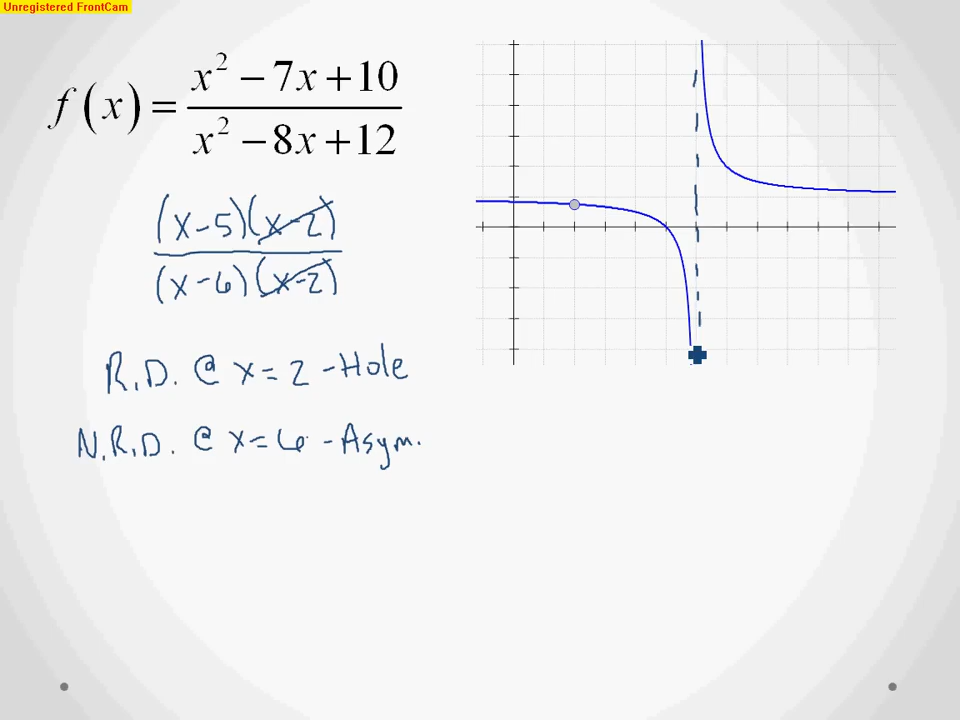 Unregistered FrontCam
f(x) = (x² − 7x + 10)/(x² − 8x + 12)
(x-5)(x-2)
(x-6)(x-2)
R.D. @ x=2 -Hole
N.R.D. @ x=6 -Asym.